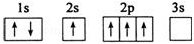 1s 2s 2p 3s
↑ ↓ ↑ ↑ ↑ ↑